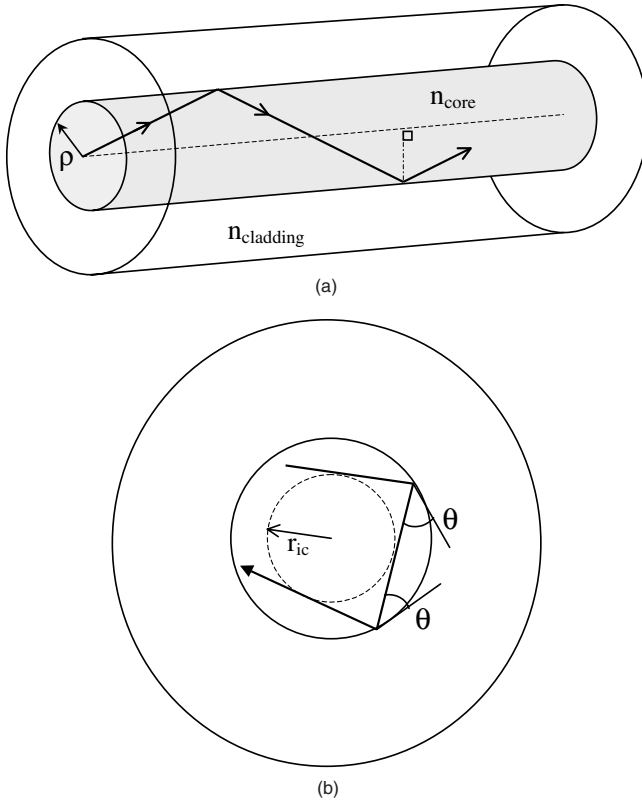 n_core
ρ
n_cladding
(a)
θ
r_ic
θ
(b)